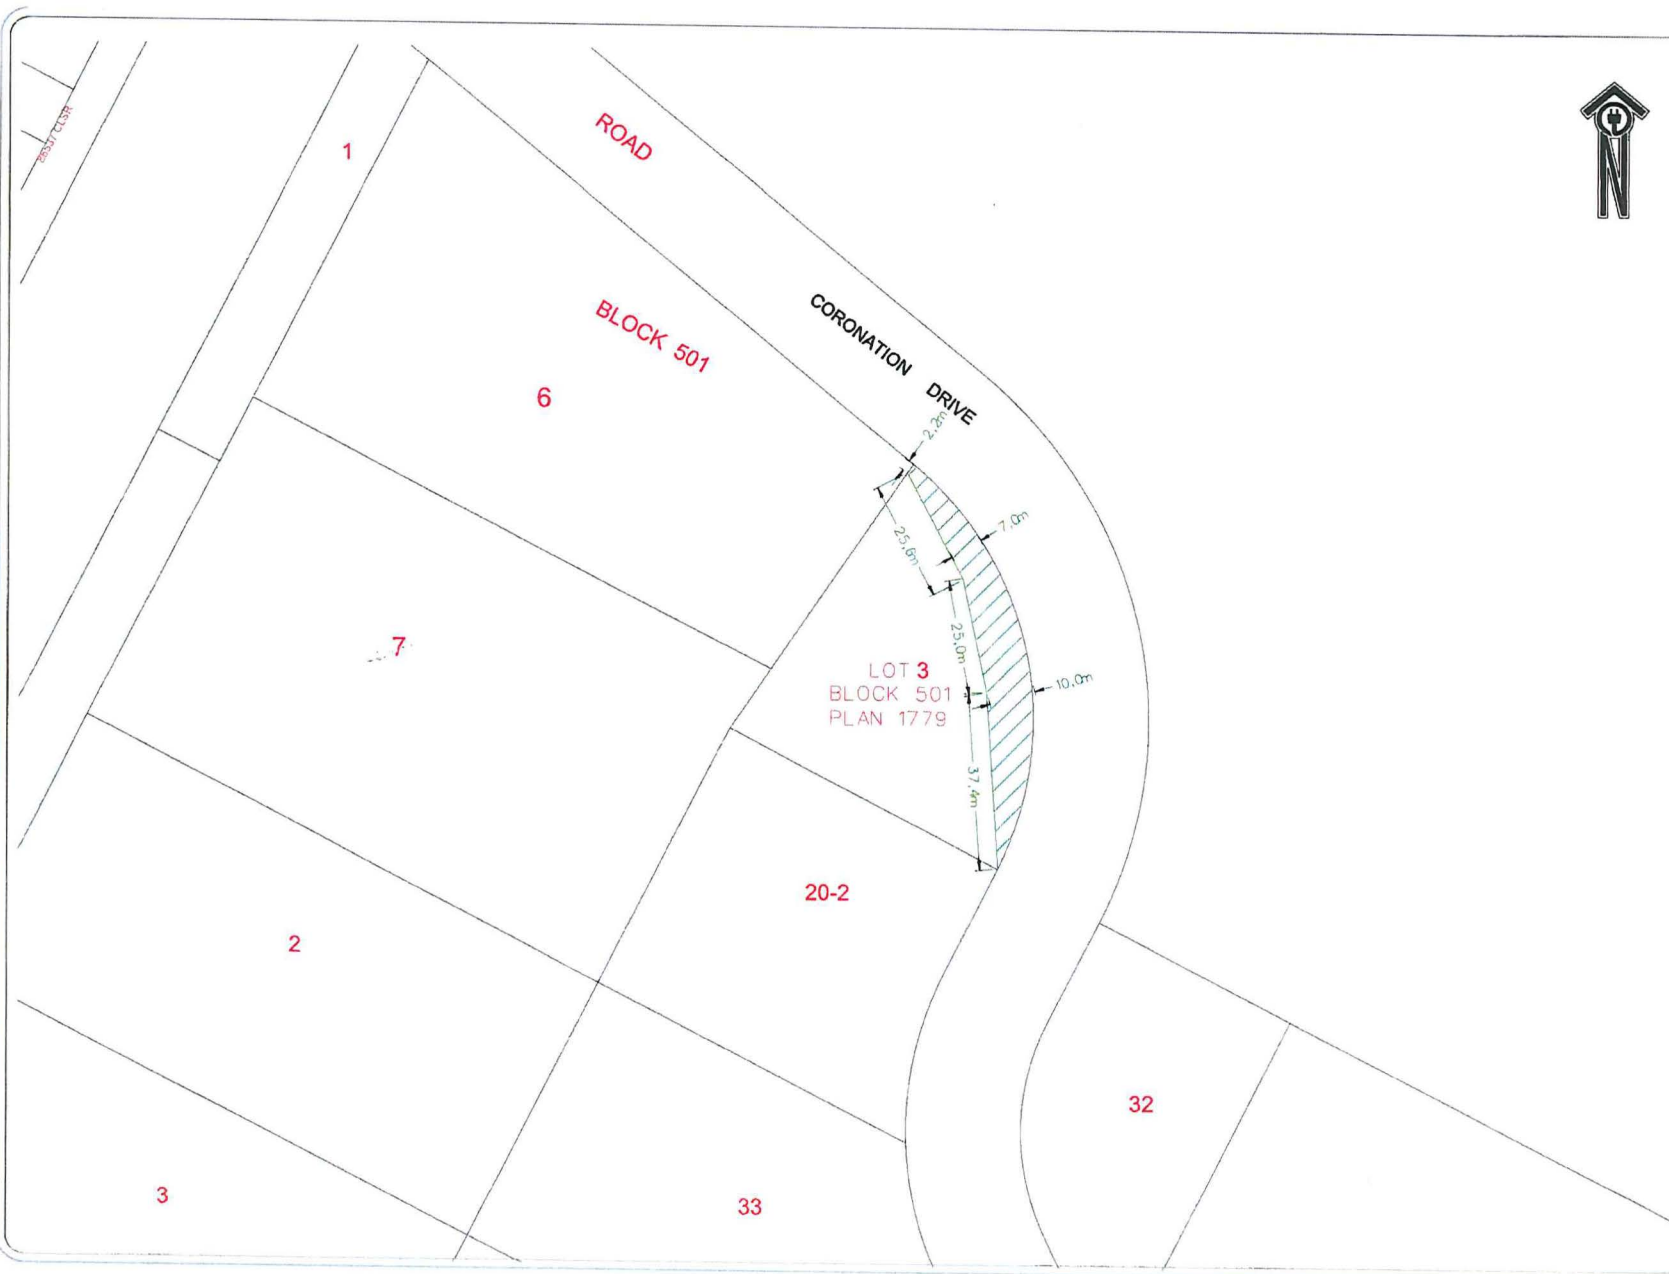 1
ROAD
N
BLOCK 501
CORONATION DRIVE
6
2.2m
7.0m
25.6m
7
25.0m
LOT 3
BLOCK 501
PLAN 1779
10.0m
37.4m
20-2
2
32
3
33